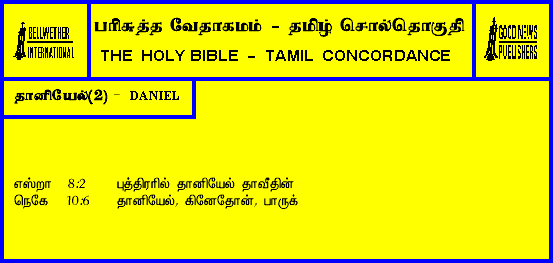 BELLWETHER
INTERNATIONAL
பரிசுத்த வேதாகமம் - தமிழ் சொல்தொகுதி
THE HOLY BIBLE - TAMIL CONCORDANCE
GOOD NEWS
PUBLISHERS
தானியேல்(2) - DANIEL
எஸ்றா 8:2 புத்திரரில் தானியேல் தாவீதின்
நெகே 10:6 தானியேல், கினேதோன், பாருக்